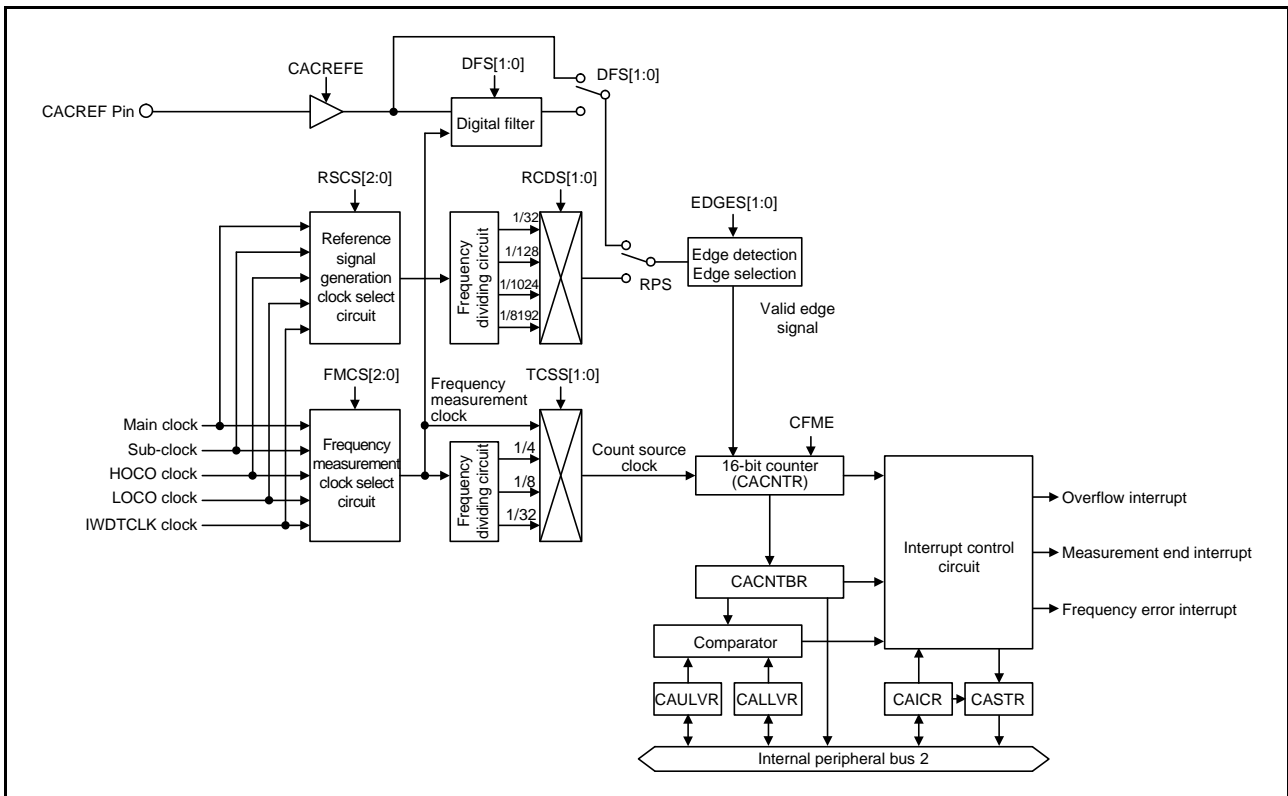 CACREFE
DFS[1:0]
DFS[1:0]
CACREF Pin
Digital filter
RSCS[2:0]
RCDS[1:0]
EDGES[1:0]
Reference
signal
generation
clock select
circuit
Frequency
dividing circuit
1/32
1/128
1/1024
1/8192
RPS
Edge detection
Edge selection
Valid edge
signal
FMCS[2:0]
Frequency
measurement
clock
TCSS[1:0]
CFME
Main clock
Sub-clock
HOCO clock
LOCO clock
IWDTCLK clock
Frequency
measurement
clock select
circuit
Frequency
dividing circuit
1/4
1/8
1/32
Count source
clock
16-bit counter
(CACNTR)
Interrupt control
circuit
Overflow interrupt
Measurement end interrupt
Frequency error interrupt
CACNTBR
Comparator
CAULVR
CALLVR
CAICR
CASTR
Internal peripheral bus 2